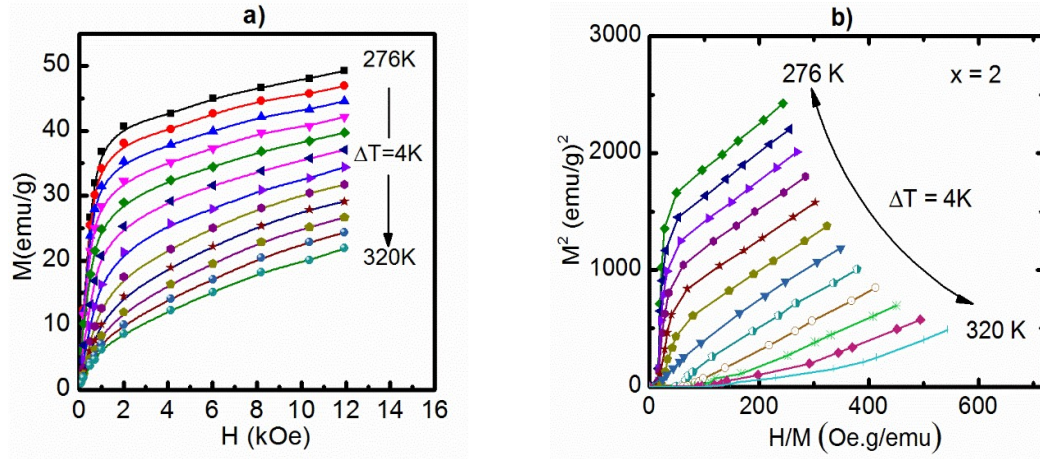 a)
50
40
30
20
10
0
M(emu/g)
276K
ΔT=4K
320K
0 2 4 6 8 10 12 14 16
H (kOe)
b)
3000
2000
1000
0
M² (emu/g)²
276 K
x = 2
ΔT = 4K
320 K
0 200 400 600
H/M (Oe.g/emu)